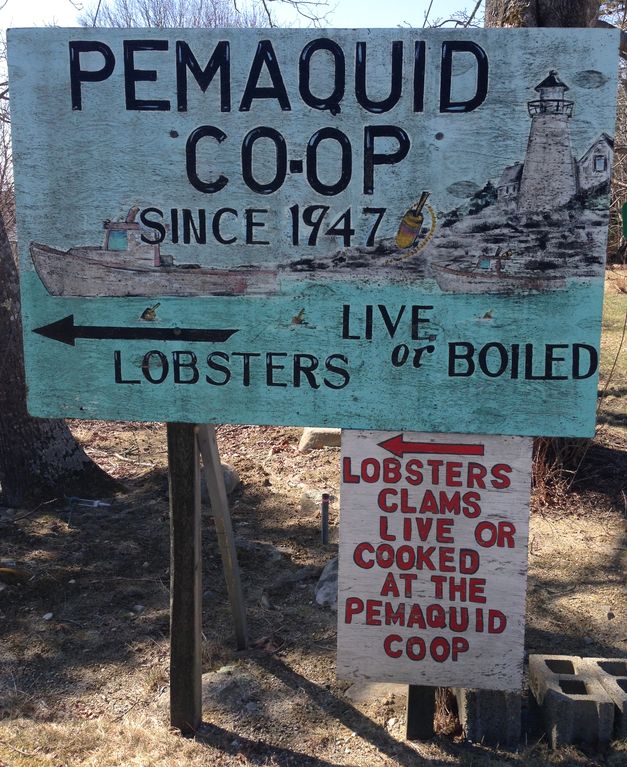 PEMAQUID
CO-OP
SINCE 1947
LIVE
LOBSTERS or BOILED
LOBSTERS
CLAMS
LIVE OR
COOKED
AT THE
PEMAQUID
COOP